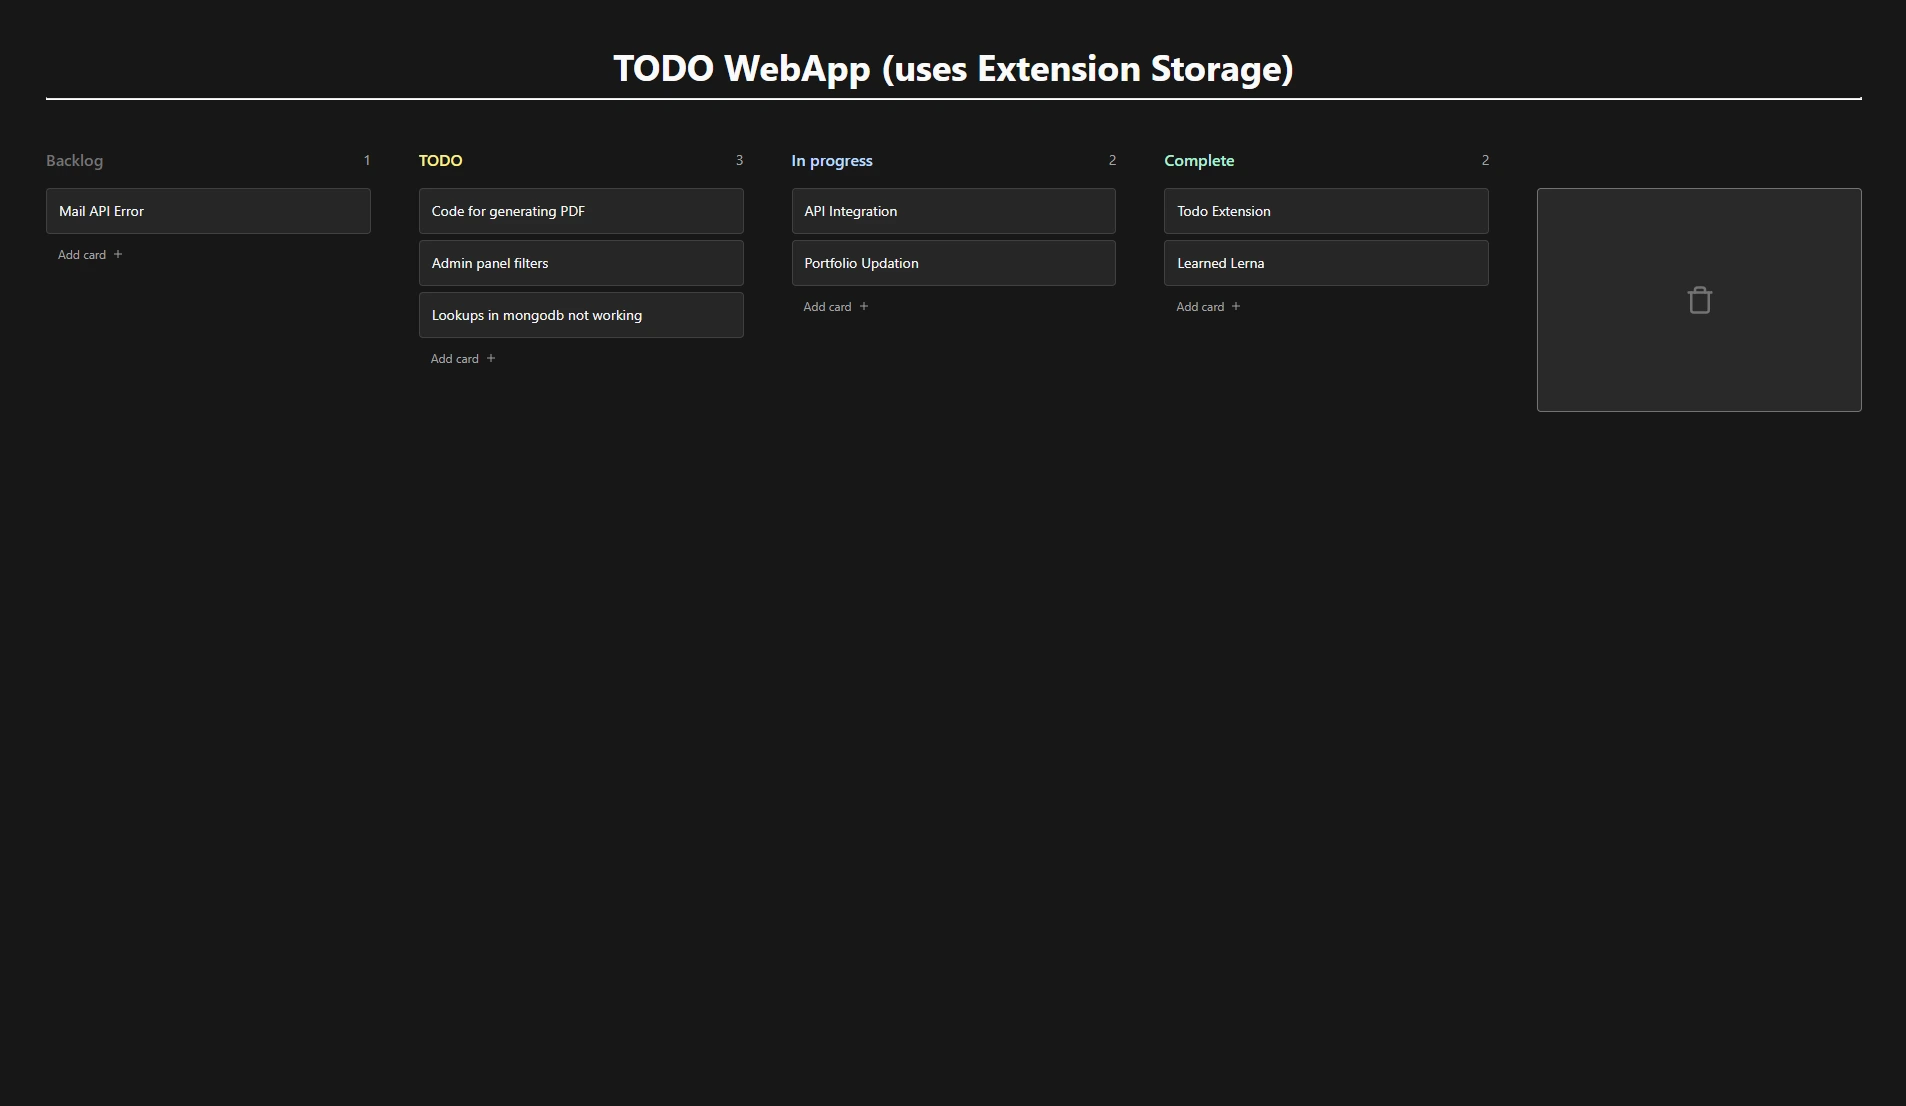 TODO WebApp (uses Extension Storage)
Backlog 1
Mail API Error
Add card +
TODO 3
Code for generating PDF
Admin panel filters
Lookups in mongodb not working
Add card +
In progress 2
API Integration
Portfolio Updation
Add card +
Complete 2
Todo Extension
Learned Lerna
Add card +